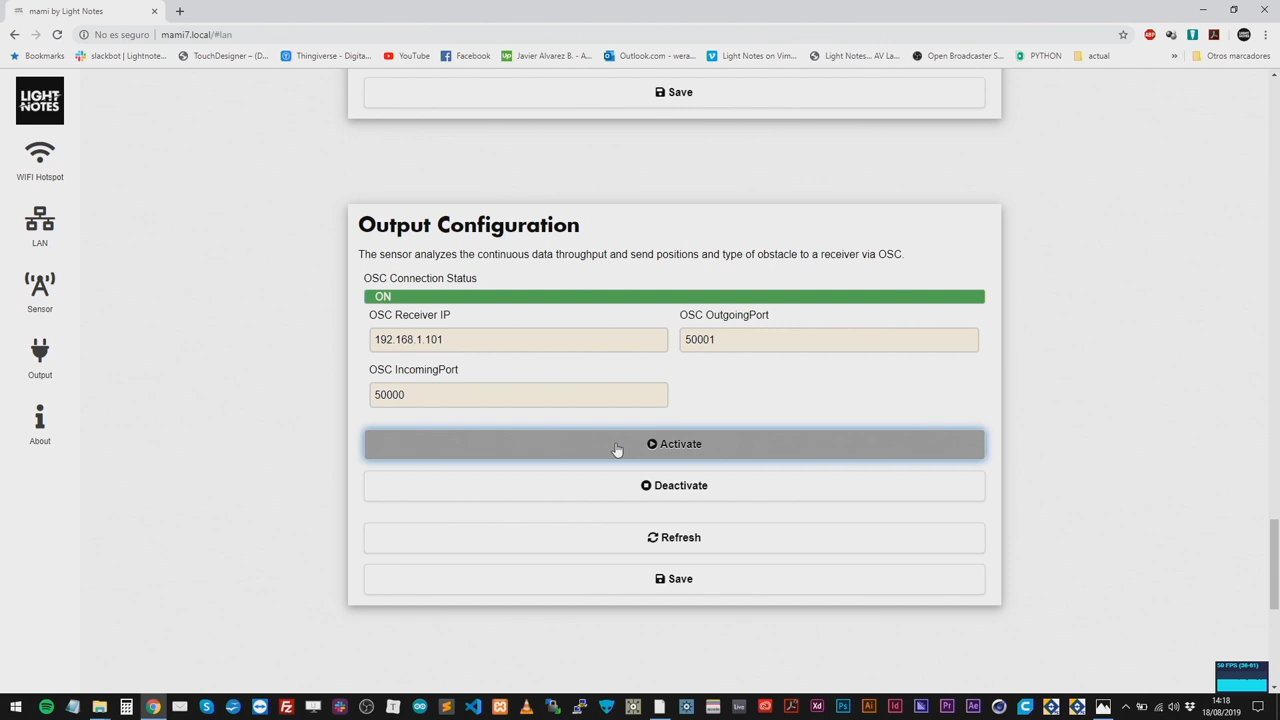 mami by Light Notes
No es seguro
mami7.local/#lan
Bookmarks
slackbot | Lightnote...
TouchDesigner – (D...
Thingiverse - Digita...
YouTube
Facebook
Javier Alvarez B. - A...
Outlook.com - wera...
Light Notes on Vim...
Light Notes... AV La...
Open Broadcaster S...
PYTHON
actual
»
Otros marcadores
LIGHT
NOTES
WIFI Hotspot
LAN
Sensor
Output
About
Save
Output Configuration
The sensor analyzes the continuous data throughput and send positions and type of obstacle to a receiver via OSC.
OSC Connection Status
ON
OSC Receiver IP
OSC OutgoingPort
192.168.1.101
50001
OSC IncomingPort
50000
Activate
Deactivate
Refresh
Save
59 FPS (36-61)
14:18
18/08/2019